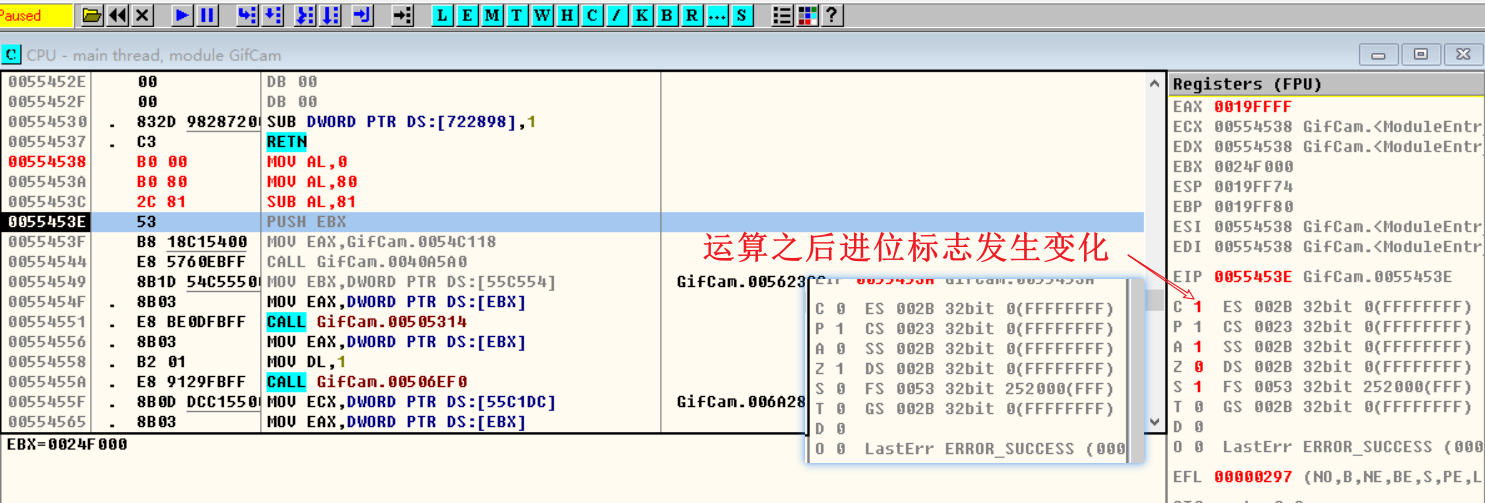 Paused
L E M T W H C / K B R ... S ?
C CPU - main thread, module GifCam
0055452E 00 DB 00
0055452F 00 DB 00
00554530 . 832D 9828720 SUB DWORD PTR DS:[722898],1
00554537 . C3 RETN
00554538 B0 00 MOV AL,0
0055453A B0 80 MOV AL,80
0055453C 2C 81 SUB AL,81
0055453E 53 PUSH EBX
0055453F B8 18C15400 MOV EAX,GifCam.0054C118
00554544 E8 5760EBFF CALL GifCam.0040A5A0
00554549 8B1D 54C5550 MOV EBX,DWORD PTR DS:[55C554] GifCam.005623
0055454F . 8B03 MOV EAX,DWORD PTR DS:[EBX]
00554551 . E8 BE0DFBFF CALL GifCam.00505314
00554556 . 8B03 MOV EAX,DWORD PTR DS:[EBX]
00554558 . B2 01 MOV DL,1
0055455A . E8 9129FBFF CALL GifCam.00506EF0
0055455F . 8B0D DCC1550 MOV ECX,DWORD PTR DS:[55C1DC] GifCam.006A28
00554565 . 8B03 MOV EAX,DWORD PTR DS:[EBX]
EBX=0024F000
运算之后进位标志发生变化
EIP 0055453A GifCam.0055453A
C 0 ES 002B 32bit 0(FFFFFFFF)
P 1 CS 0023 32bit 0(FFFFFFFF)
A 0 SS 002B 32bit 0(FFFFFFFF)
Z 1 DS 002B 32bit 0(FFFFFFFF)
S 0 FS 0053 32bit 252000(FFF)
T 0 GS 002B 32bit 0(FFFFFFFF)
D 0
O 0 LastErr ERROR_SUCCESS (000
Registers (FPU)
EAX 0019FFFF
ECX 00554538 GifCam.<ModuleEntr
EDX 00554538 GifCam.<ModuleEntr
EBX 0024F000
ESP 0019FF74
EBP 0019FF80
ESI 00554538 GifCam.<ModuleEntr
EDI 00554538 GifCam.<ModuleEntr
EIP 0055453E GifCam.0055453E
C 1 ES 002B 32bit 0(FFFFFFFF)
P 1 CS 0023 32bit 0(FFFFFFFF)
A 1 SS 002B 32bit 0(FFFFFFFF)
Z 0 DS 002B 32bit 0(FFFFFFFF)
S 1 FS 0053 32bit 252000(FFF)
T 0 GS 002B 32bit 0(FFFFFFFF)
D 0
O 0 LastErr ERROR_SUCCESS (000
EFL 00000297 (NO,B,NE,BE,S,PE,L